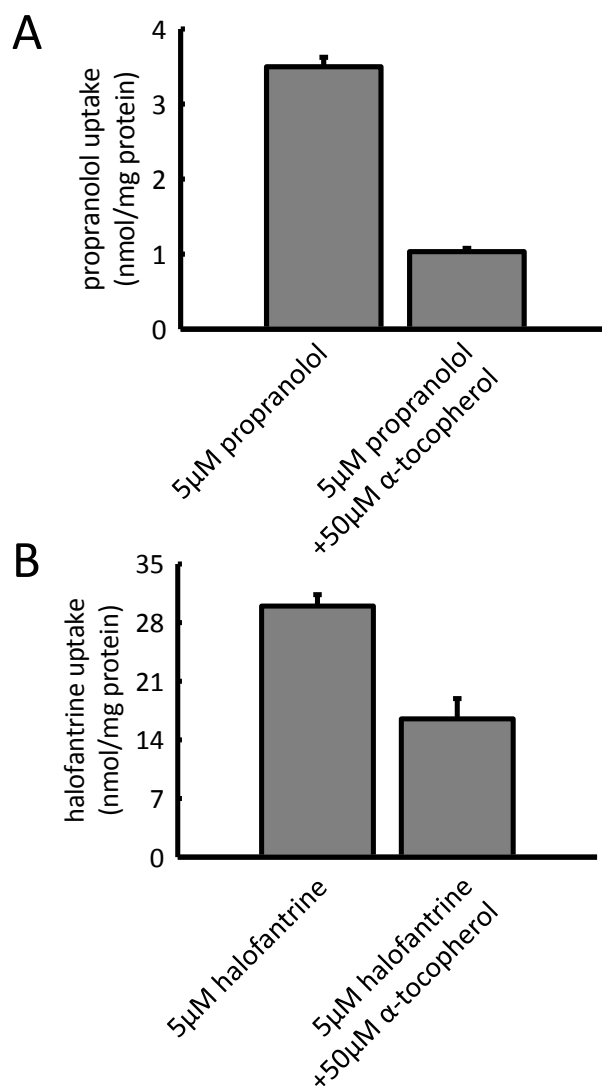 A
propranolol uptake
(nmol/mg protein)
4
3
2
1
0
5µM propranolol
5µM propranolol
+50µM α-tocopherol
B
halofantrine uptake
(nmol/mg protein)
35
28
21
14
7
0
5µM halofantrine
5µM halofantrine
+50µM α-tocopherol